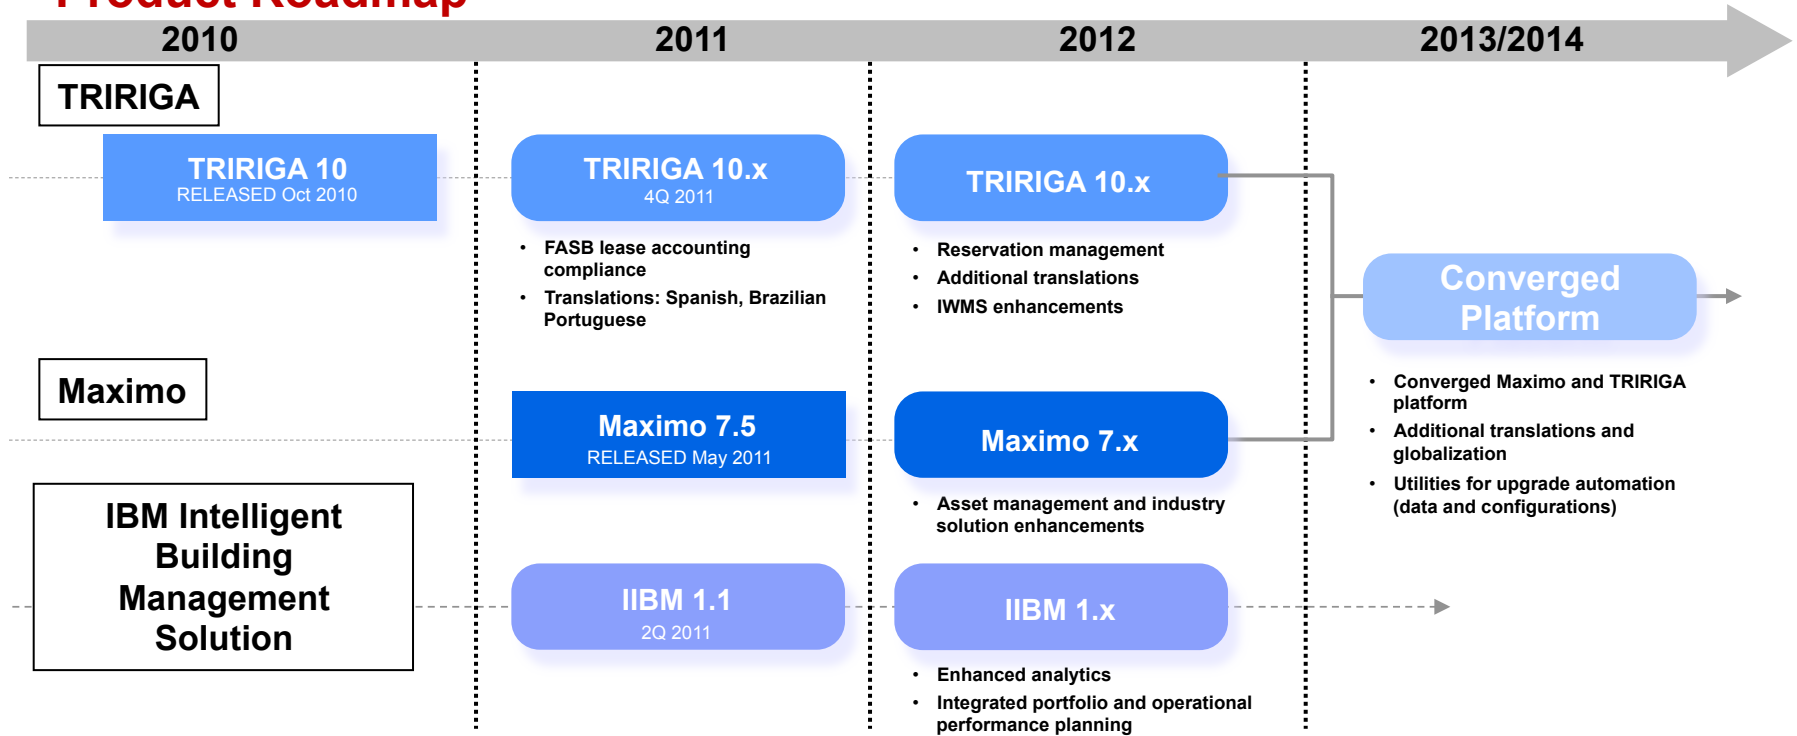 Product Roadmap
2010
2011
2012
2013/2014
TRIRIGA
TRIRIGA 10
RELEASED Oct 2010
TRIRIGA 10.x
4Q 2011
• FASB lease accounting
compliance
• Translations: Spanish, Brazilian
Portuguese
TRIRIGA 10.x
• Reservation management
• Additional translations
• IWMS enhancements
Converged
Platform
• Converged Maximo and TRIRIGA
platform
• Additional translations and
globalization
• Utilities for upgrade automation
(data and configurations)
Maximo
Maximo 7.5
RELEASED May 2011
Maximo 7.x
• Asset management and industry
solution enhancements
IBM Intelligent
Building
Management
Solution
IIBM 1.1
2Q 2011
IIBM 1.x
• Enhanced analytics
• Integrated portfolio and operational
performance planning